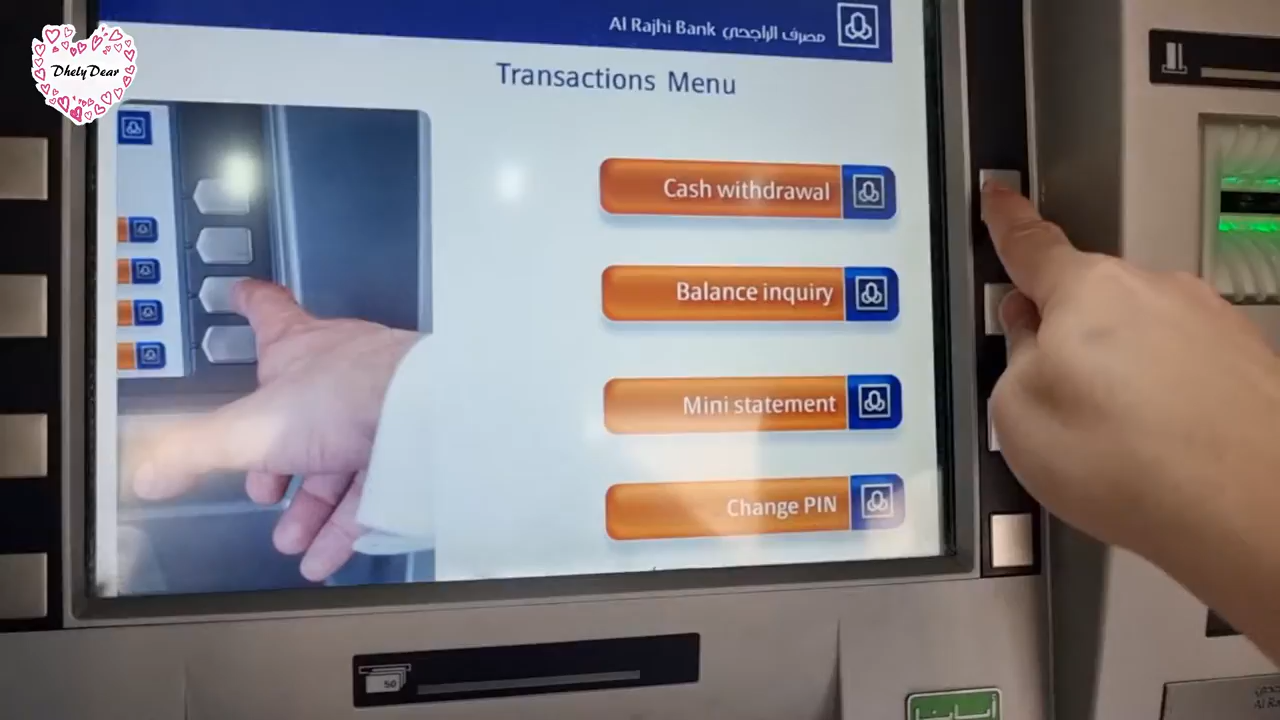 Dhely Dear
Al Rajhi Bank مصرف الراجحي
Transactions Menu
Cash withdrawal
Balance inquiry
Mini statement
Change PIN
50